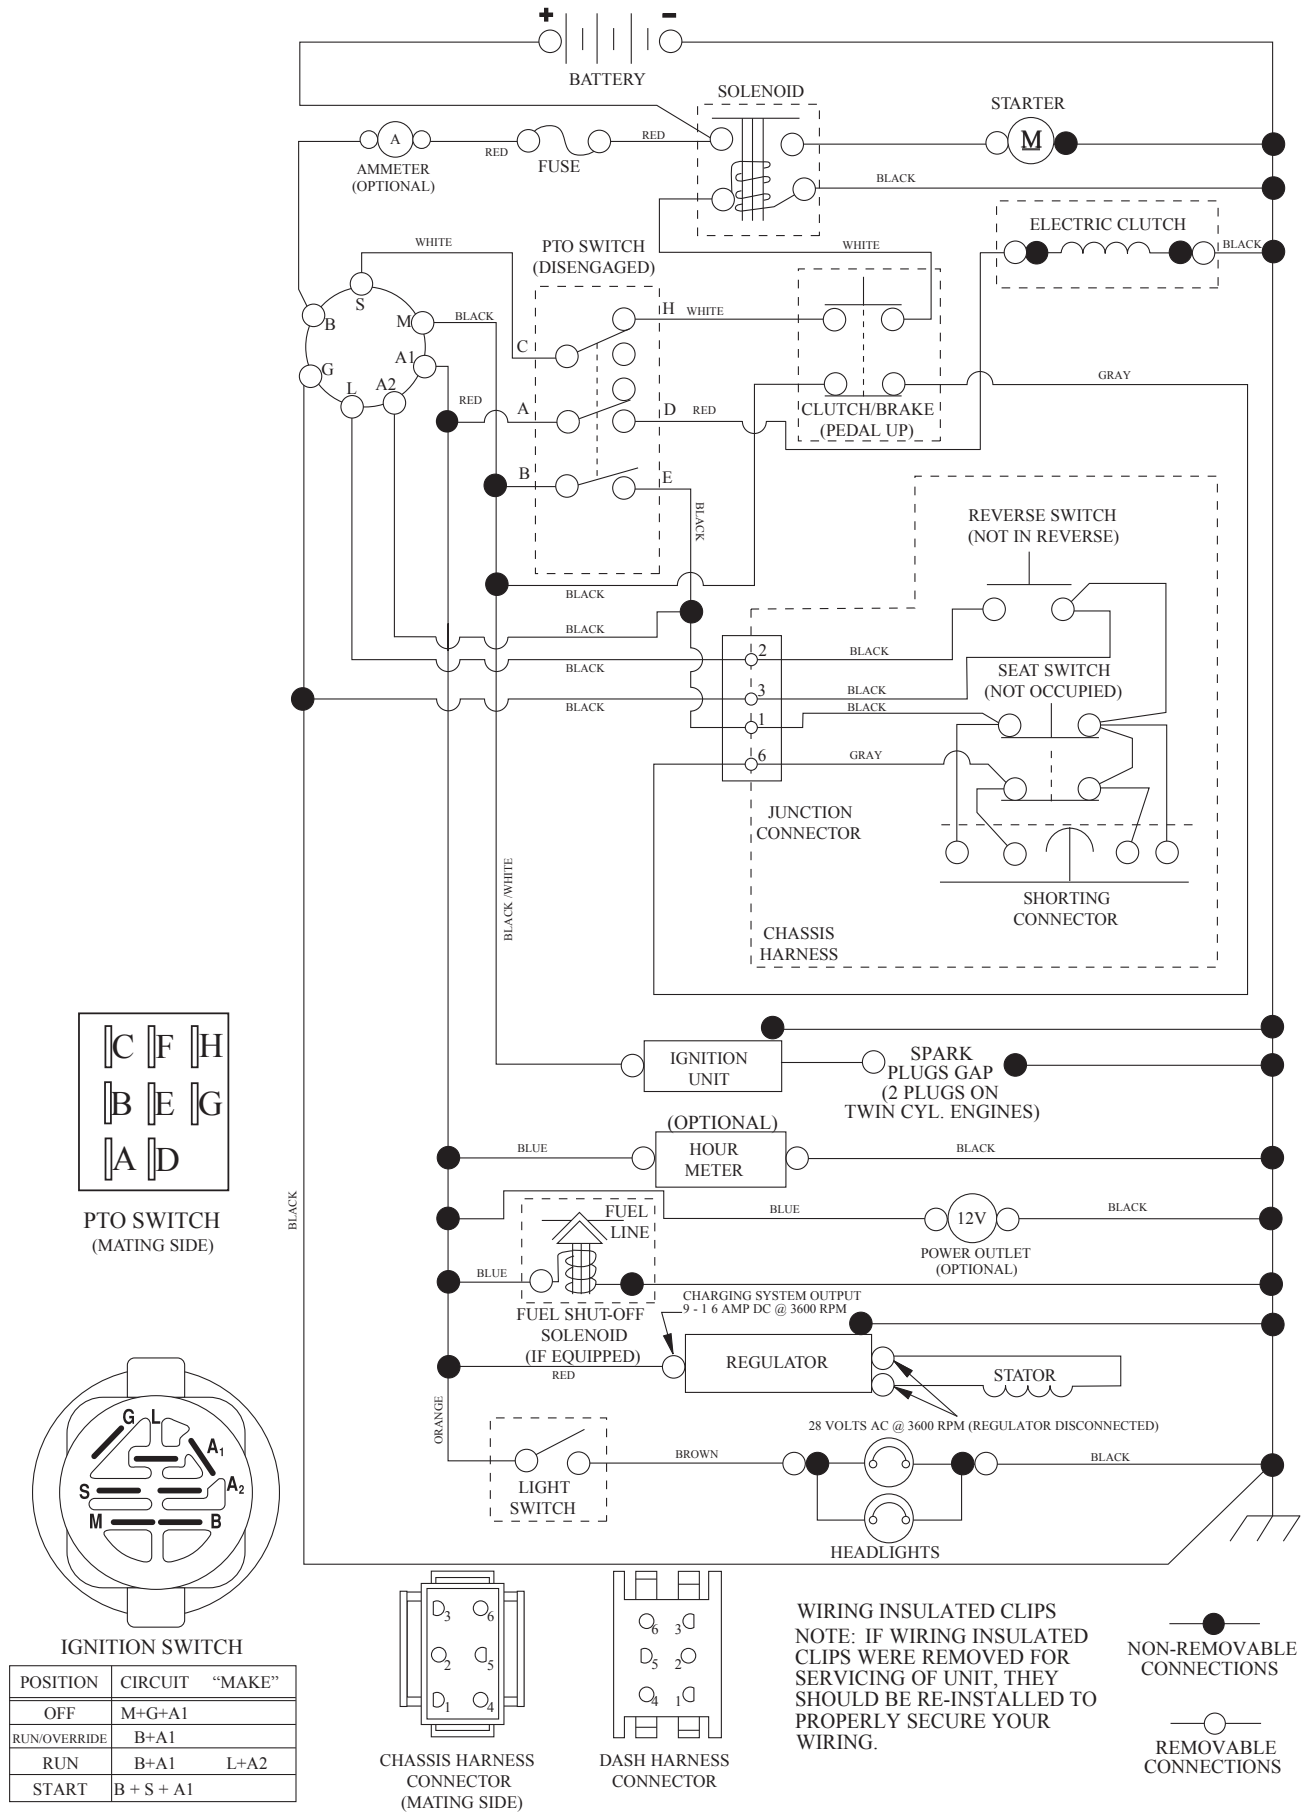 + −
BATTERY
SOLENOID
STARTER
M
A
AMMETER
(OPTIONAL)
RED
FUSE
RED
BLACK
ELECTRIC CLUTCH
BLACK
WHITE
PTO SWITCH
(DISENGAGED)
WHITE
S
B
M
BLACK
H
WHITE
G
A1
C
L
A2
RED
A
D
RED
GRAY
CLUTCH/BRAKE
(PEDAL UP)
B
E
BLACK
REVERSE SWITCH
(NOT IN REVERSE)
BLACK
BLACK
2
BLACK
BLACK
SEAT SWITCH
(NOT OCCUPIED)
3
BLACK
BLACK
BLACK
1
6
GRAY
JUNCTION
CONNECTOR
BLACK /WHITE
SHORTING
CONNECTOR
CHASSIS
HARNESS
C F H
B E G
A D
PTO SWITCH
(MATING SIDE)
IGNITION
UNIT
SPARK
PLUGS GAP
(2 PLUGS ON
TWIN CYL. ENGINES)
(OPTIONAL)
HOUR
METER
BLUE
BLACK
BLACK
FUEL
LINE
BLUE
12V
BLACK
POWER OUTLET
(OPTIONAL)
BLUE
FUEL SHUT-OFF
SOLENOID
(IF EQUIPPED)
CHARGING SYSTEM OUTPUT
9 - 1 6 AMP DC @ 3600 RPM
RED
REGULATOR
STATOR
28 VOLTS AC @ 3600 RPM (REGULATOR DISCONNECTED)
ORANGE
LIGHT
SWITCH
BROWN
BLACK
HEADLIGHTS
G L
A1
S
A2
M
B
IGNITION SWITCH
POSITION CIRCUIT “MAKE”
OFF M+G+A1
RUN/OVERRIDE B+A1
RUN B+A1 L+A2
START B + S + A1
3 6
2 5
1 4
CHASSIS HARNESS
CONNECTOR
(MATING SIDE)
6 3
5 2
4 1
DASH HARNESS
CONNECTOR
WIRING INSULATED CLIPS
NOTE: IF WIRING INSULATED
CLIPS WERE REMOVED FOR
SERVICING OF UNIT, THEY
SHOULD BE RE-INSTALLED TO
PROPERLY SECURE YOUR
WIRING.
NON-REMOVABLE
CONNECTIONS
REMOVABLE
CONNECTIONS